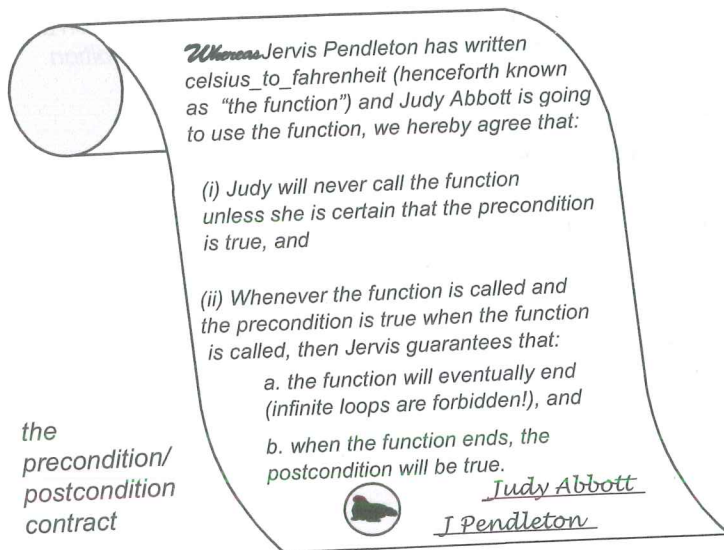 Whereas Jervis Pendleton has written
celsius_to_fahrenheit (henceforth known
as "the function") and Judy Abbott is going
to use the function, we hereby agree that:
(i) Judy will never call the function
unless she is certain that the precondition
is true, and
(ii) Whenever the function is called and
the precondition is true when the function
is called, then Jervis guarantees that:
a. the function will eventually end
(infinite loops are forbidden!), and
b. when the function ends, the
postcondition will be true.
Judy Abbott
J Pendleton
the
precondition/
postcondition
contract